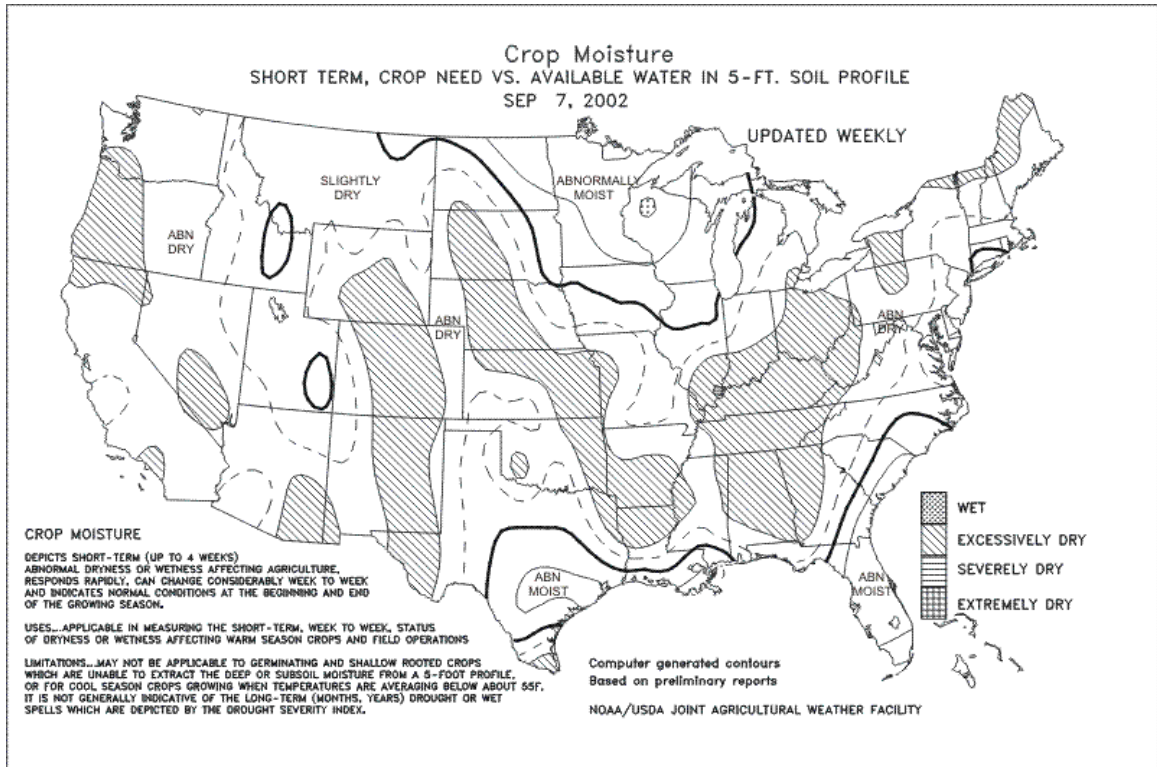 Crop Moisture
SHORT TERM, CROP NEED VS. AVAILABLE WATER IN 5-FT. SOIL PROFILE
SEP 7, 2002
UPDATED WEEKLY
SLIGHTLY
DRY
ABNORMALLY
MOIST
ABN
DRY
ABN
DRY
ABN
DRY
WET
EXCESSIVELY DRY
SEVERELY DRY
EXTREMELY DRY
ABN
MOIST
ABN
MOIST
CROP MOISTURE
DEPICTS SHORT-TERM (UP TO 4 WEEKS)
ABNORMAL DRYNESS OR WETNESS AFFECTING AGRICULTURE,
RESPONDS RAPIDLY, CAN CHANGE CONSIDERABLY WEEK TO WEEK
AND INDICATES NORMAL CONDITIONS AT THE BEGINNING AND END
OF THE GROWING SEASON.
USES...APPLICABLE IN MEASURING THE SHORT-TERM, WEEK TO WEEK, STATUS
OF DRYNESS OR WETNESS AFFECTING WARM SEASON CROPS AND FIELD OPERATIONS
LIMITATIONS...MAY NOT BE APPLICABLE TO GERMINATING AND SHALLOW ROOTED CROPS
WHICH ARE UNABLE TO EXTRACT THE DEEP OR SUBSOIL MOISTURE FROM A 5-FOOT PROFILE,
OR FOR COOL SEASON CROPS GROWING WHEN TEMPERATURES ARE AVERAGING BELOW ABOUT 55F.
IT IS NOT GENERALLY INDICATIVE OF THE LONG-TERM (MONTHS, YEARS) DROUGHT OR WET
SPELLS WHICH ARE DEPICTED BY THE DROUGHT SEVERITY INDEX.
Computer generated contours
Based on preliminary reports
NOAA/USDA JOINT AGRICULTURAL WEATHER FACILITY